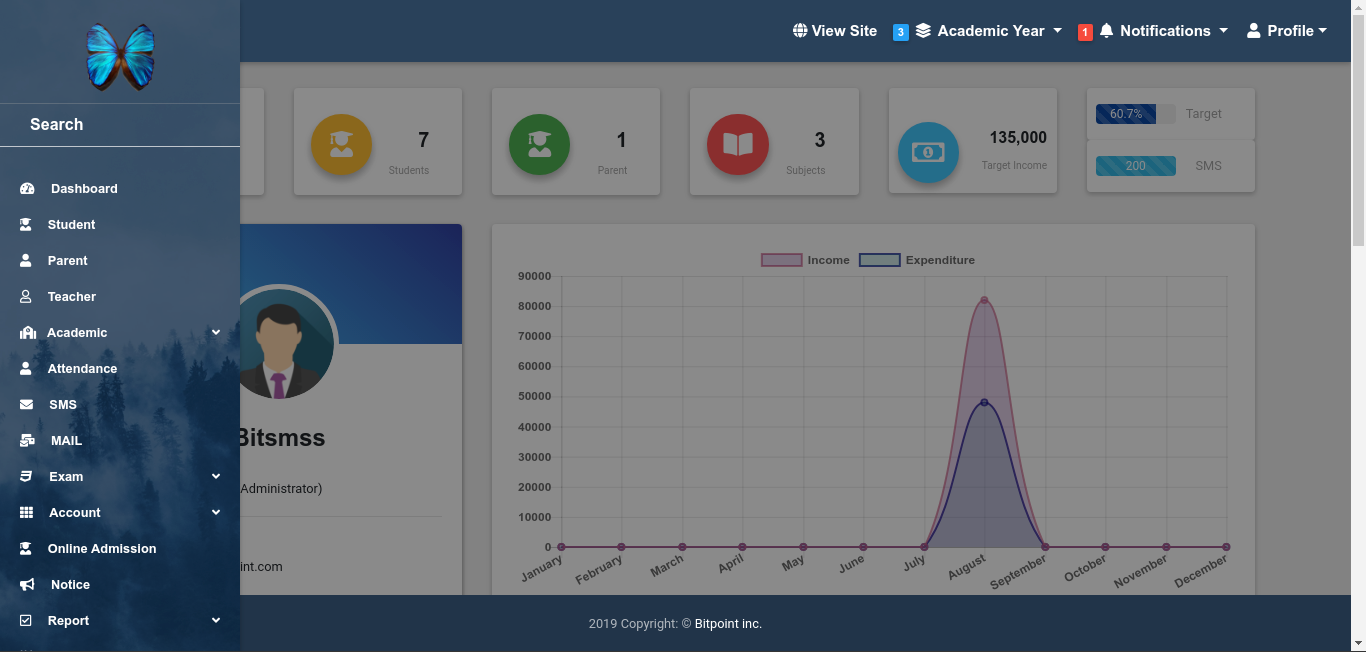 View Site
3 Academic Year
1 Notifications
Profile
Search
Dashboard
Student
Parent
Teacher
Academic
Attendance
SMS
MAIL
Exam
Account
Online Admission
Notice
Report
7
Students
1
Parent
3
Subjects
135,000
Target Income
60.7% Target
200 SMS
Bitsmss
Administrator)
int.com
Income Expenditure
90000
80000
70000
60000
50000
40000
30000
20000
10000
0
January February March April May June July August September October November December
2019 Copyright: © Bitpoint inc.